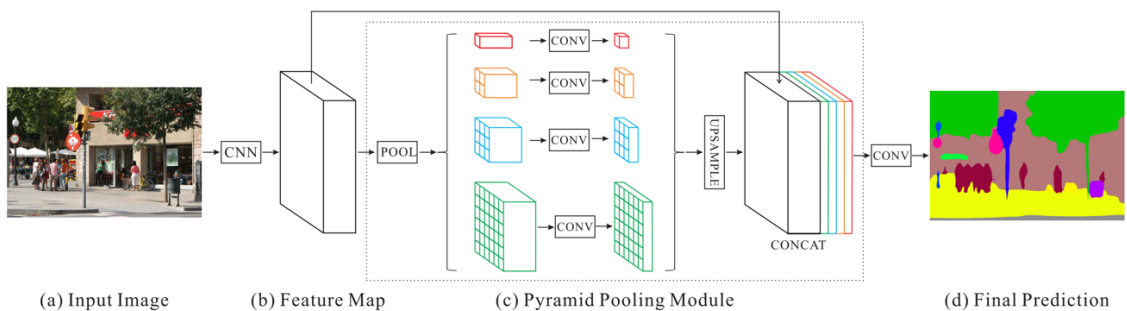 CONV
CONV
CNN
POOL
CONV
UPSAMPLE
CONV
CONV
CONCAT
(a) Input Image
(b) Feature Map
(c) Pyramid Pooling Module
(d) Final Prediction